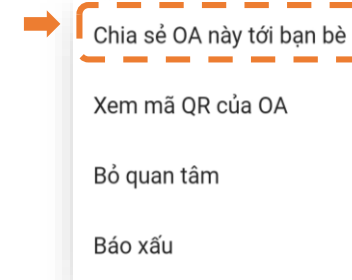 Chia sẻ OA này tới bạn bè
Xem mã QR của OA
Bỏ quan tâm
Báo xấu